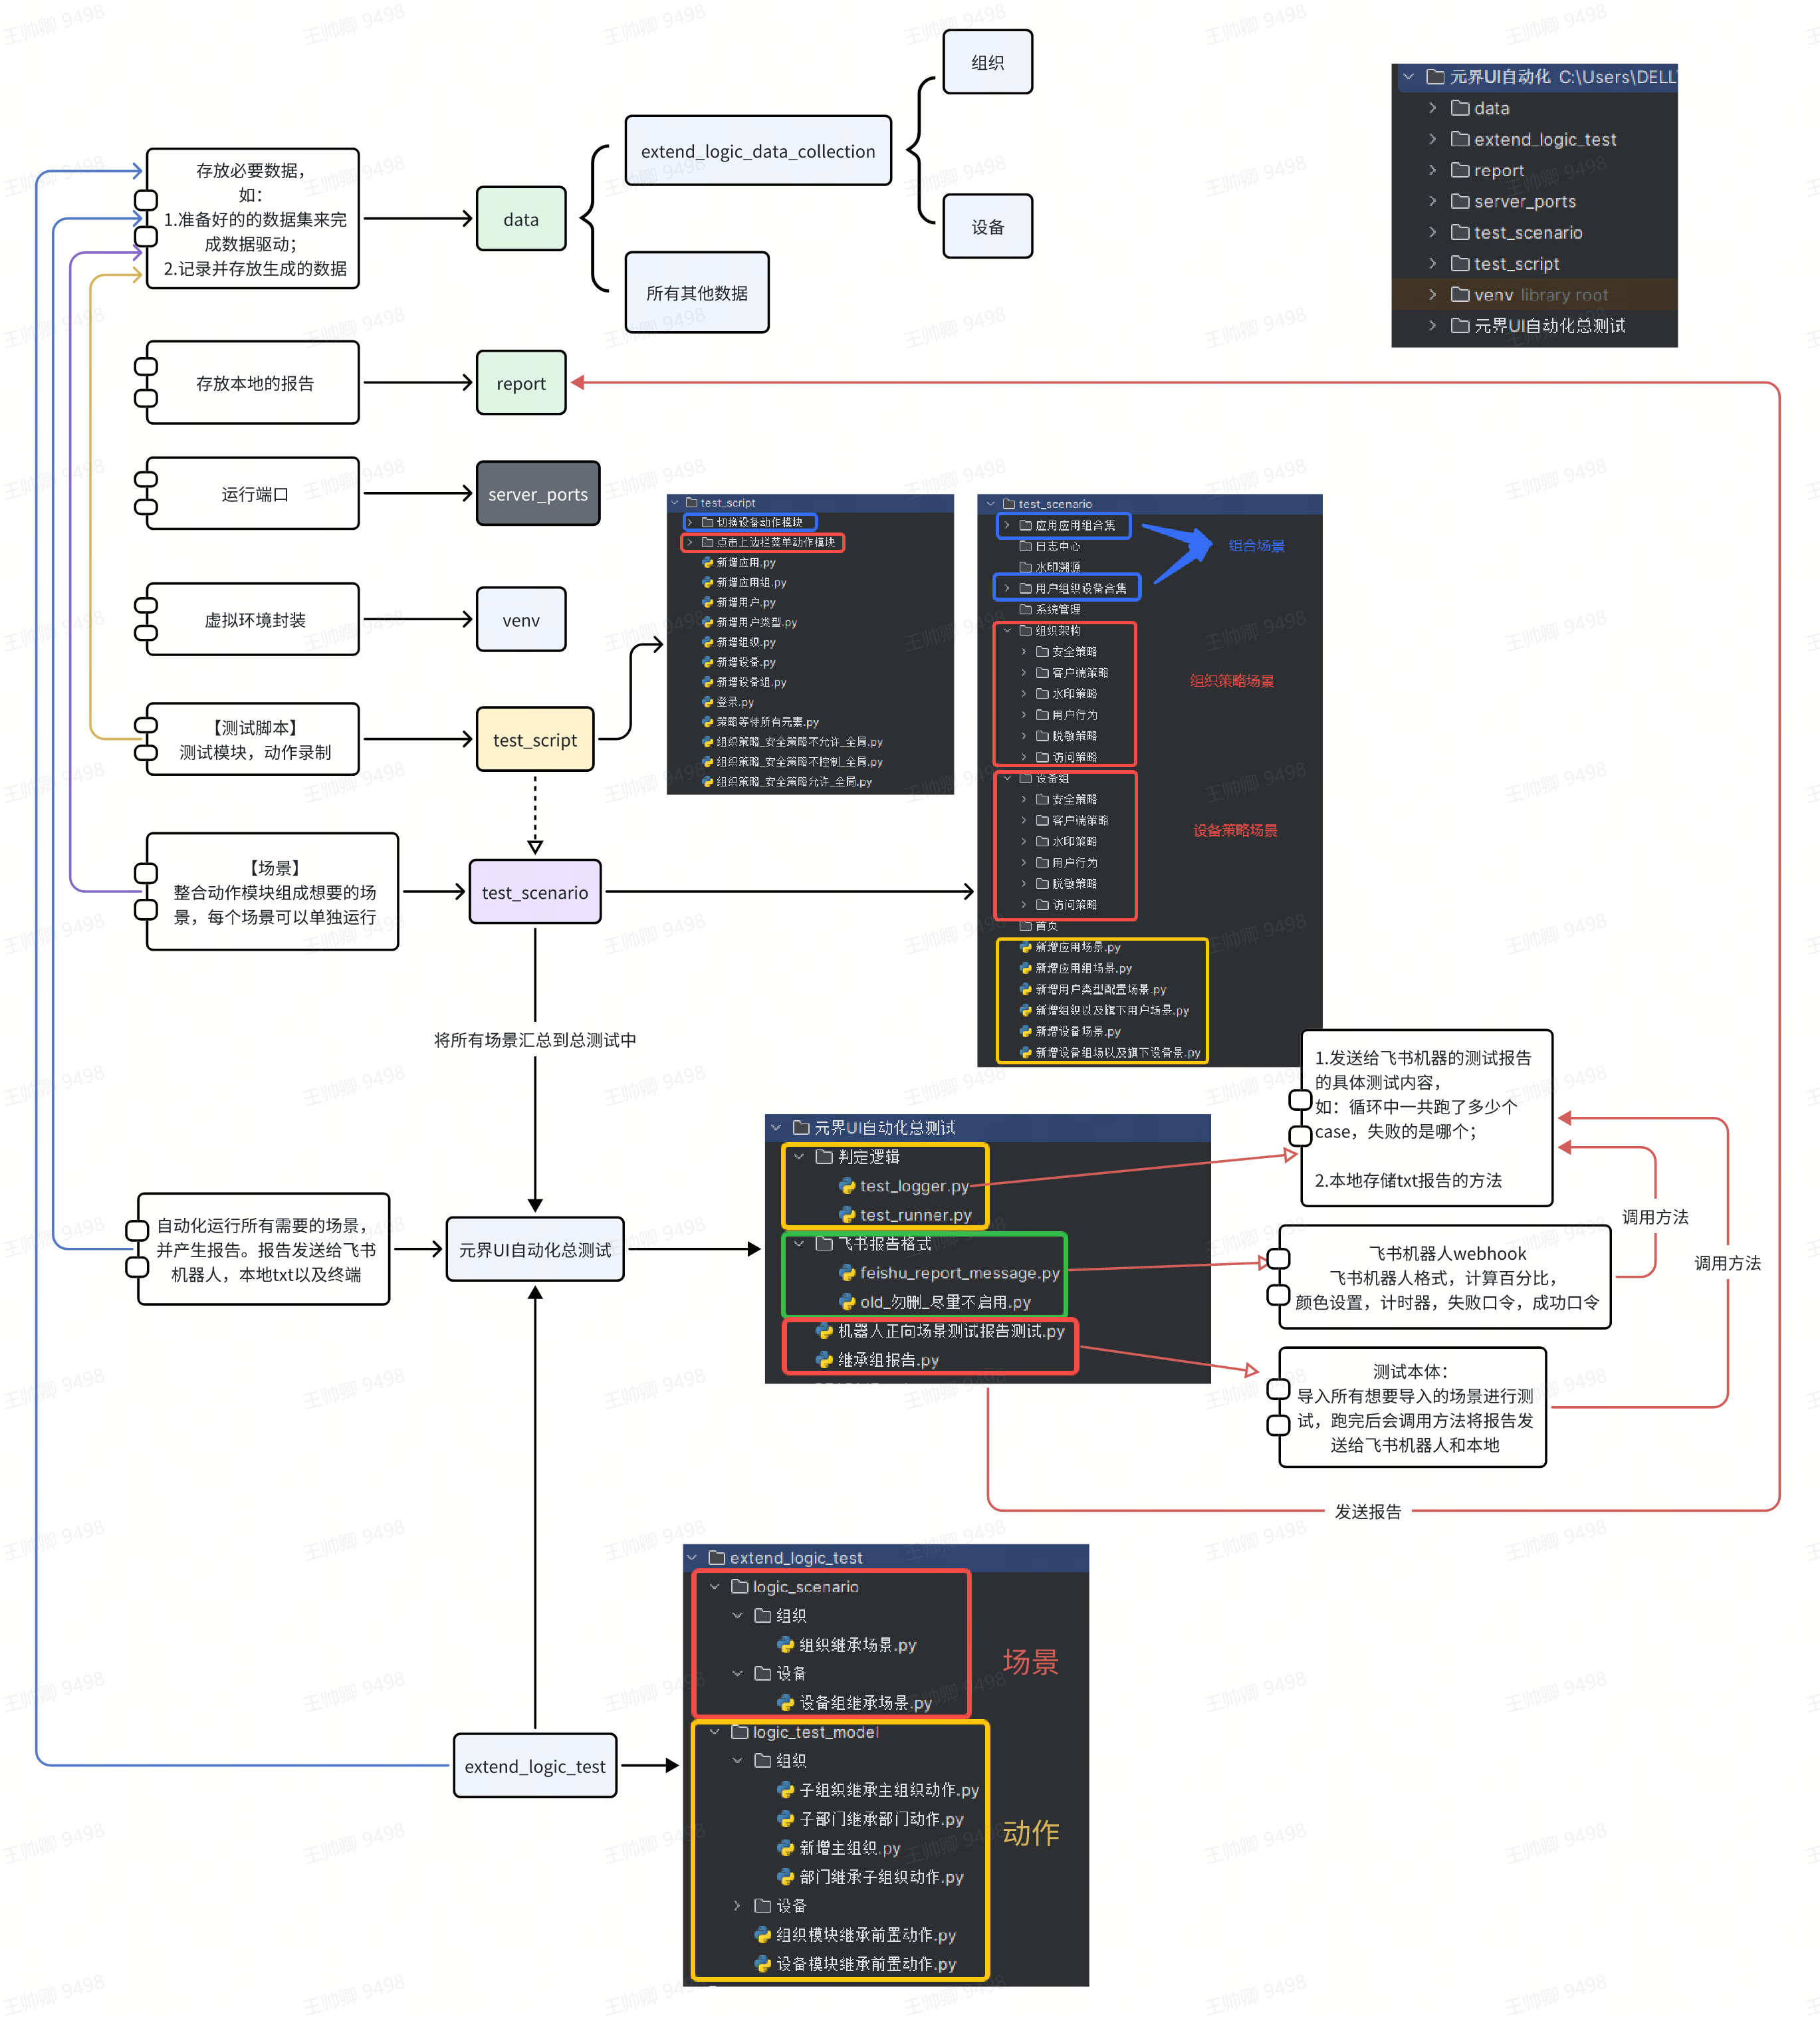 组织
extend_logic_data_collection
设备
所有其他数据
存放必要数据，
如：
1.准备好的的数据集来完
成数据驱动；
2.记录并存放生成的数据
data
元界UI自动化 C:\Users\DELL
data
extend_logic_test
report
server_ports
test_scenario
test_script
venv library root
元界UI自动化总测试
存放本地的报告
report
运行端口
server_ports
虚拟环境封装
venv
【测试脚本】
测试模块，动作录制
test_script
test_script
切换设备动作模块
点击上边栏菜单动作模块
新增应用.py
新增应用组.py
新增用户.py
新增用户类型.py
新增组织.py
新增设备.py
新增设备组.py
登录.py
策略等待所有元素.py
组织策略_安全策略不允许_全局.py
组织策略_安全策略不控制_全局.py
组织策略_安全策略允许_全局.py
test_scenario
应用应用组合集
日志中心
水印溯源
用户组织设备合集
系统管理
组织架构
安全策略
客户端策略
水印策略
用户行为
脱敏策略
访问策略
设备组
安全策略
客户端策略
水印策略
用户行为
脱敏策略
访问策略
首页
新增应用场景.py
新增应用组场景.py
新增用户类型配置场景.py
新增组织以及旗下用户场景.py
新增设备场景.py
新增设备组场以及旗下设备景.py
组合场景
组织策略场景
设备策略场景
【场景】
整合动作模块组成想要的场
景，每个场景可以单独运行
test_scenario
将所有场景汇总到总测试中
自动化运行所有需要的场景，
并产生报告。报告发送给飞书
机器人，本地txt以及终端
元界UI自动化总测试
元界UI自动化总测试
判定逻辑
test_logger.py
test_runner.py
飞书报告格式
feishu_report_message.py
old_勿删_尽量不启用.py
机器人正向场景测试报告测试.py
继承组报告.py
1.发送给飞书机器的测试报告
的具体测试内容，
如：循环中一共跑了多少个
case，失败的是哪个；
2.本地存储txt报告的方法
调用方法
飞书机器人webhook
飞书机器人格式，计算百分比，
颜色设置，计时器，失败口令，成功口令
调用方法
测试本体：
导入所有想要导入的场景进行测
试，跑完后会调用方法将报告发
送给飞书机器人和本地
发送报告
extend_logic_test
extend_logic_test
logic_scenario
组织
组织继承场景.py
设备
设备组继承场景.py
logic_test_model
组织
子组织继承主组织动作.py
子部门继承部门动作.py
新增主组织.py
部门继承子组织动作.py
设备
组织模块继承前置动作.py
设备模块继承前置动作.py
场景
动作
王帅卿 9498